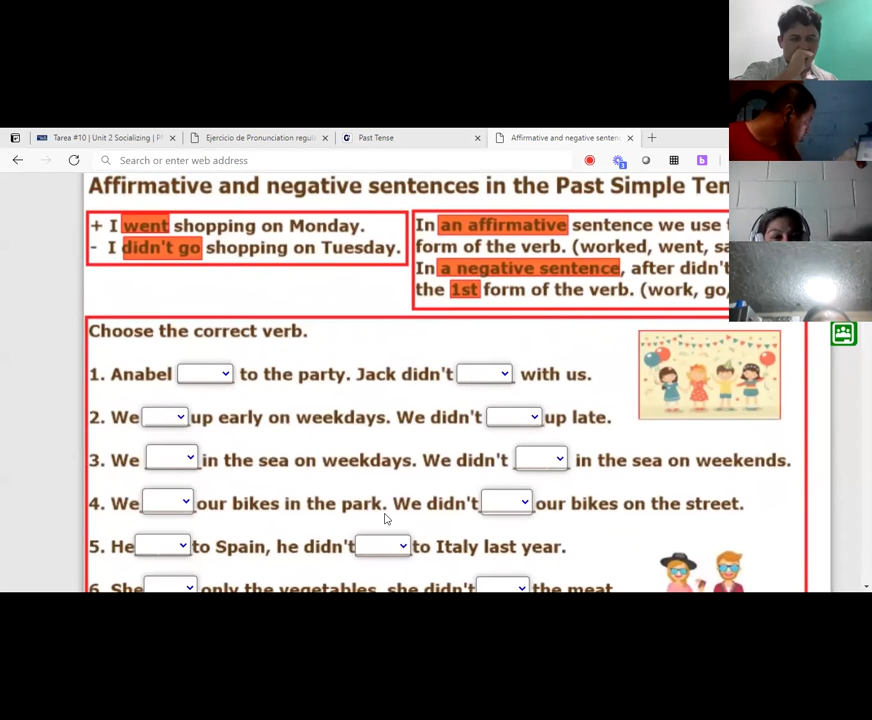 Tarea #10 | Unit 2 Socializing | Pl
Ejercicio de Pronunciation regul
Past Tense
Affirmative and negative senten
Search or enter web address
3
b
Affirmative and negative sentences in the Past Simple Ten
+ I went shopping on Monday.
- I didn't go shopping on Tuesday.
In an affirmative sentence we use
form of the verb. (worked, went, sa
In a negative sentence, after didn't
the 1st form of the verb. (work, go,
Choose the correct verb.
1. Anabel to the party. Jack didn't with us.
2. We up early on weekdays. We didn't up late.
3. We in the sea on weekdays. We didn't in the sea on weekends.
4. We our bikes in the park. We didn't our bikes on the street.
5. He to Spain, he didn't to Italy last year.
6. She only the vegetables, she didn't the meat